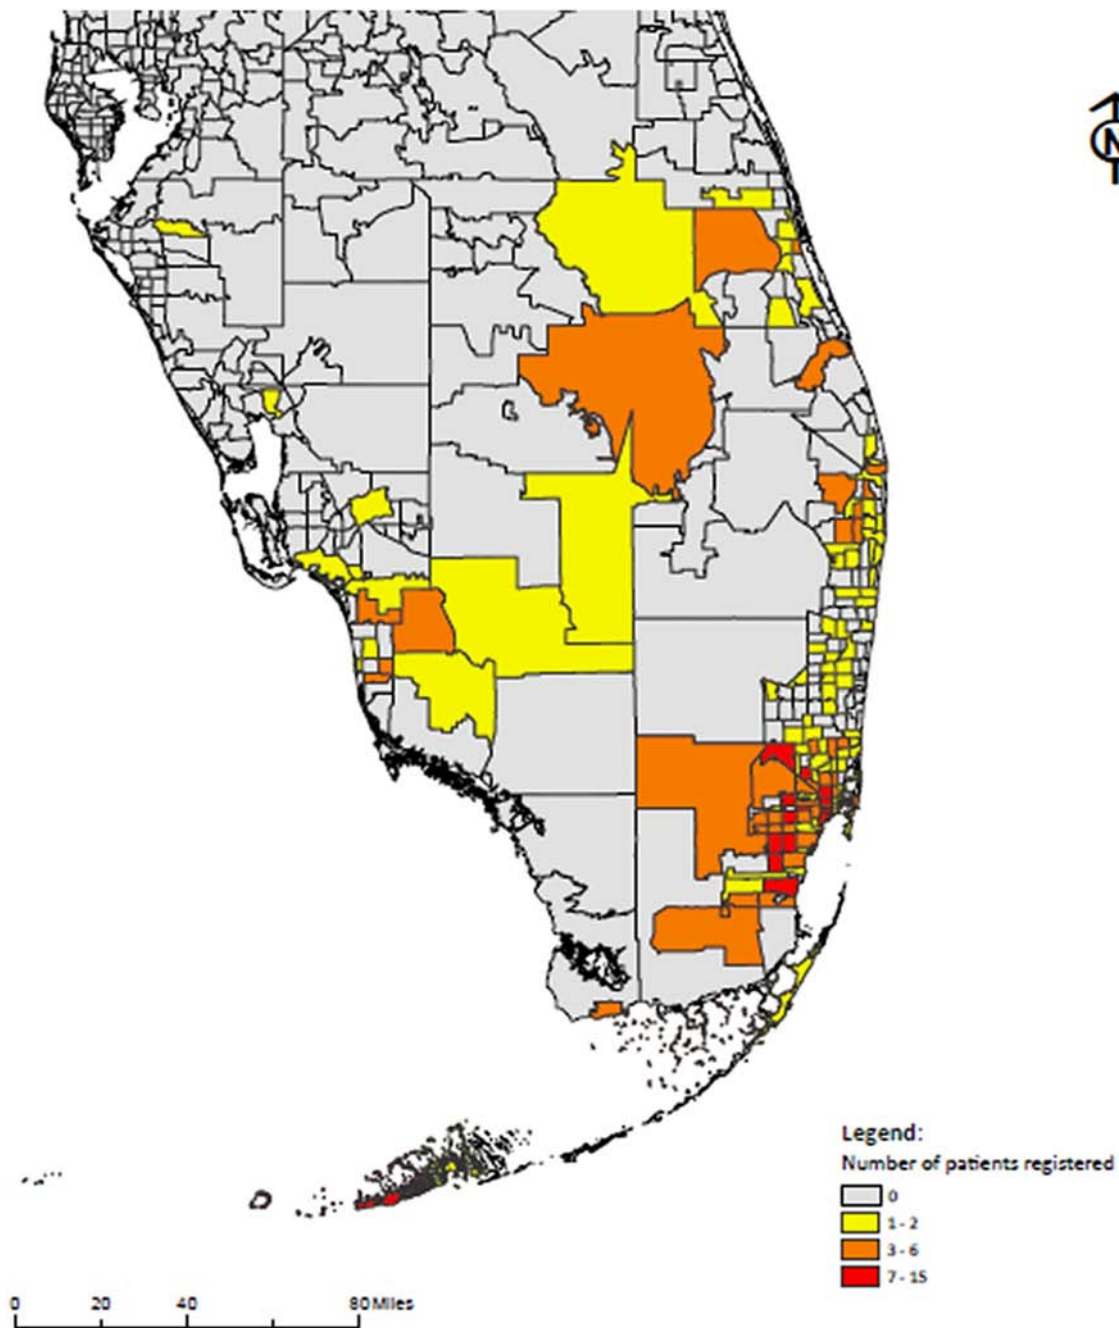 N
Legend:
Number of patients registered
0
1 - 2
3 - 6
7 - 15
0 20 40 80 Miles